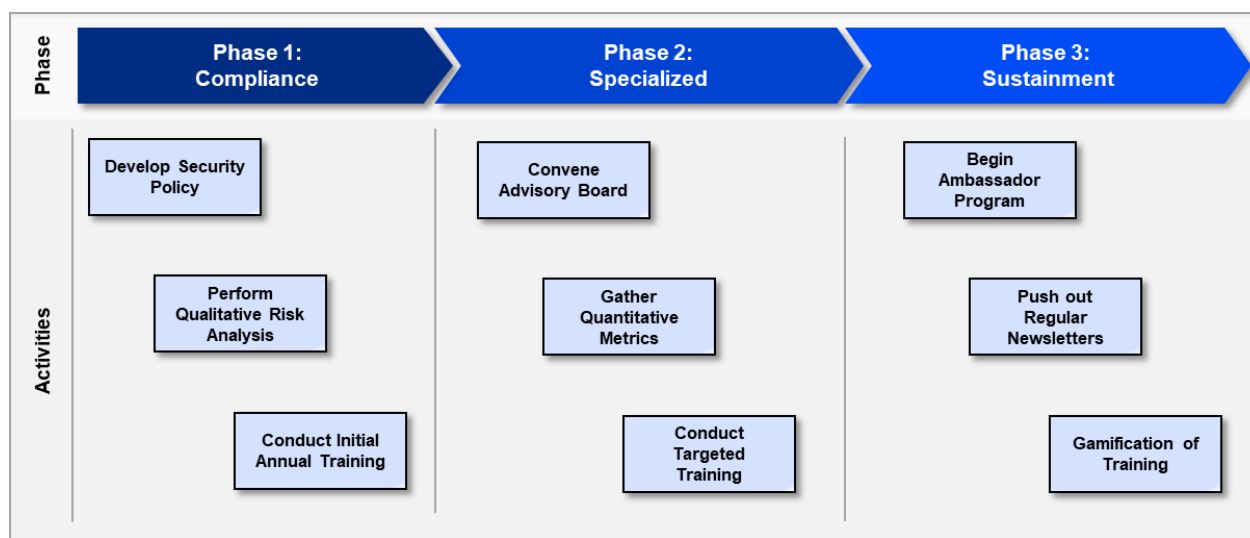 Phase
Phase 1:
Compliance
Phase 2:
Specialized
Phase 3:
Sustainment
Activities
Develop Security
Policy
Perform
Qualitative Risk
Analysis
Conduct Initial
Annual Training
Convene
Advisory Board
Gather
Quantitative
Metrics
Conduct
Targeted
Training
Begin
Ambassador
Program
Push out
Regular
Newsletters
Gamification of
Training